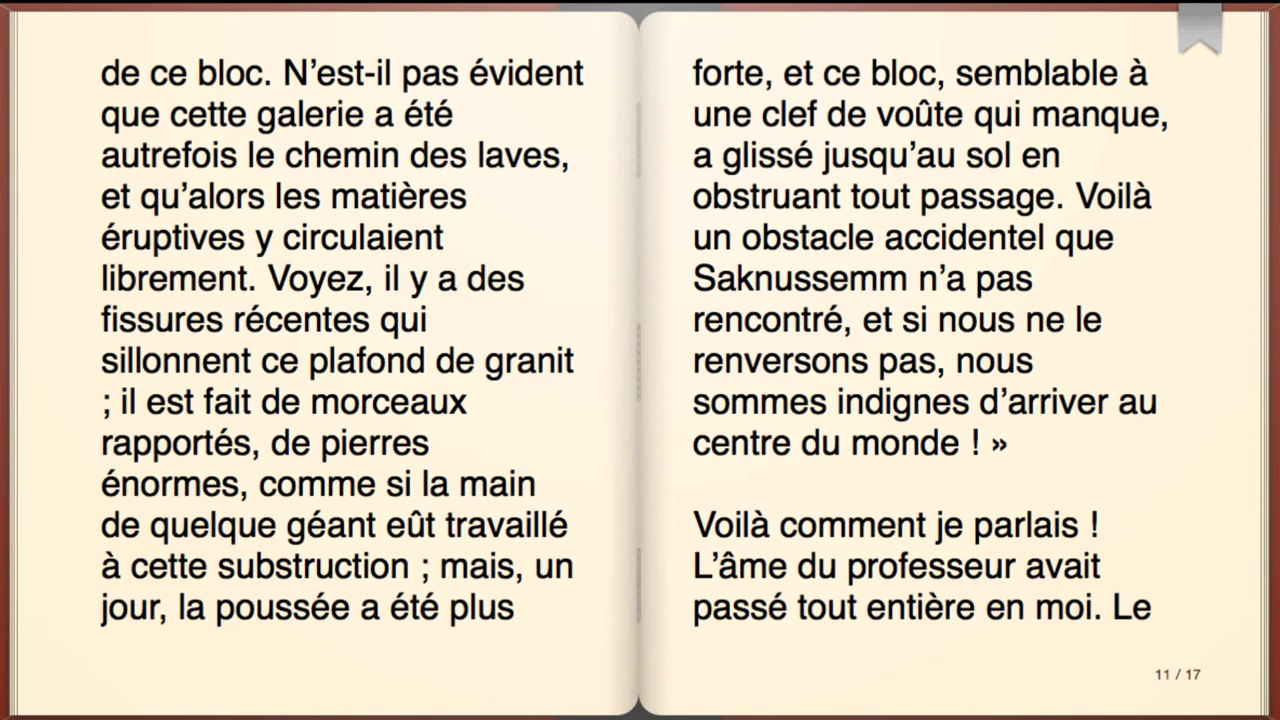 de ce bloc. N’est-il pas évident
que cette galerie a été
autrefois le chemin des laves,
et qu’alors les matières
éruptives y circulaient
librement. Voyez, il y a des
fissures récentes qui
sillonnent ce plafond de granit
; il est fait de morceaux
rapportés, de pierres
énormes, comme si la main
de quelque géant eût travaillé
à cette substruction ; mais, un
jour, la poussée a été plus
forte, et ce bloc, semblable à
une clef de voûte qui manque,
a glissé jusqu’au sol en
obstruant tout passage. Voilà
un obstacle accidentel que
Saknussemm n’a pas
rencontré, et si nous ne le
renversons pas, nous
sommes indignes d’arriver au
centre du monde ! »
Voilà comment je parlais !
L’âme du professeur avait
passé tout entière en moi. Le
11 / 17